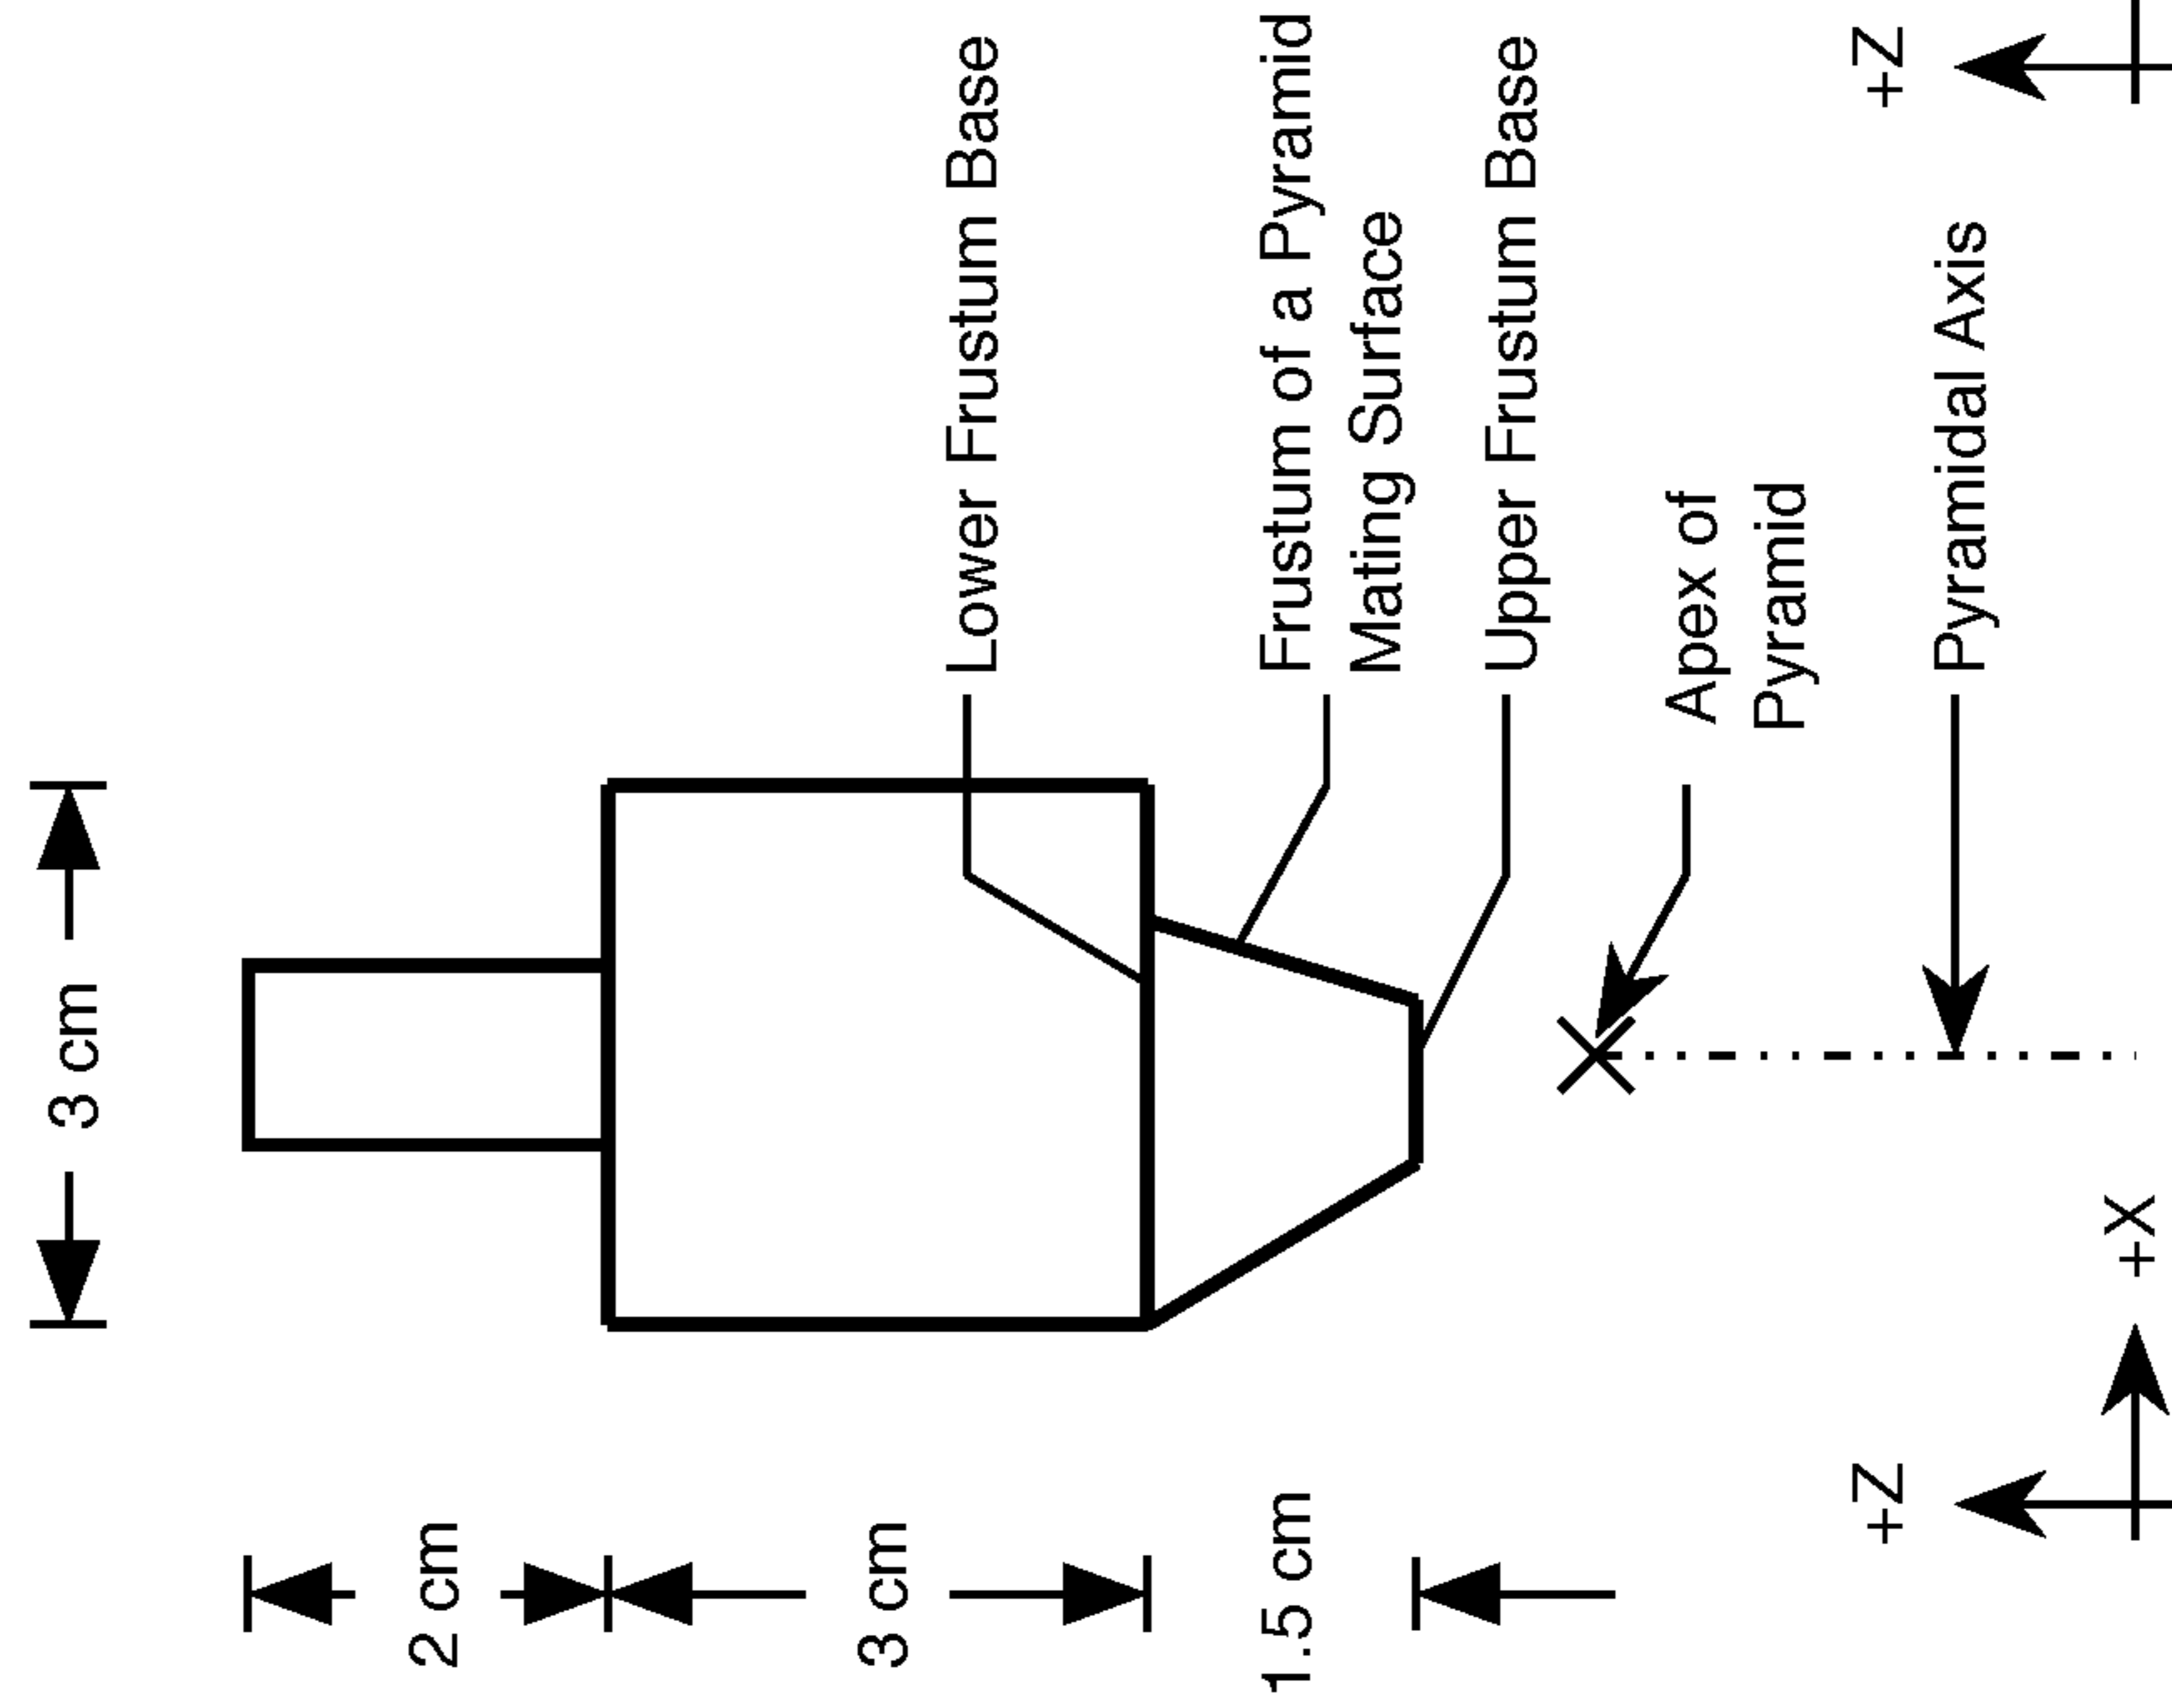 3 cm
2 cm
3 cm
1.5 cm
Lower Frustum Base
Frustum of a Pyramid
Mating Surface
Upper Frustum Base
Apex of
Pyramid
Pyramidal Axis
+Z
+X
+Z